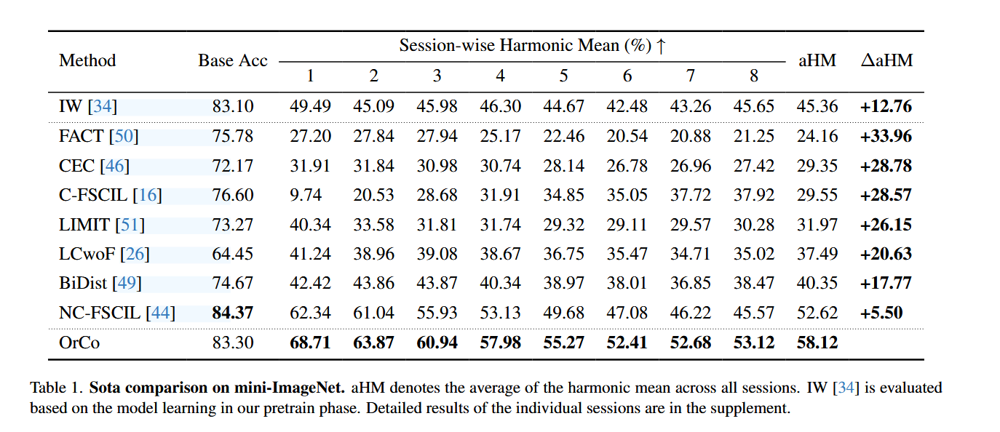 Method Base Acc Session-wise Harmonic Mean (%) ↑ aHM ΔaHM
1 2 3 4 5 6 7 8
IW [34] 83.10 49.49 45.09 45.98 46.30 44.67 42.48 43.26 45.65 45.36 +12.76
FACT [50] 75.78 27.20 27.84 27.94 25.17 22.46 20.54 20.88 21.25 24.16 +33.96
CEC [46] 72.17 31.91 31.84 30.98 30.74 28.14 26.78 26.96 27.42 29.35 +28.78
C-FSCIL [16] 76.60 9.74 20.53 28.68 31.91 34.85 35.05 37.72 37.92 29.55 +28.57
LIMIT [51] 73.27 40.34 33.58 31.81 31.74 29.32 29.11 29.57 30.28 31.97 +26.15
LCwoF [26] 64.45 41.24 38.96 39.08 38.67 36.75 35.47 34.71 35.02 37.49 +20.63
BiDist [49] 74.67 42.42 43.86 43.87 40.34 38.97 38.01 36.85 38.47 40.35 +17.77
NC-FSCIL [44] 84.37 62.34 61.04 55.93 53.13 49.68 47.08 46.22 45.57 52.62 +5.50
OrCo 83.30 68.71 63.87 60.94 57.98 55.27 52.41 52.68 53.12 58.12
Table 1. Sota comparison on mini-ImageNet. aHM denotes the average of the harmonic mean across all sessions. IW [34] is evaluated
based on the model learning in our pretrain phase. Detailed results of the individual sessions are in the supplement.